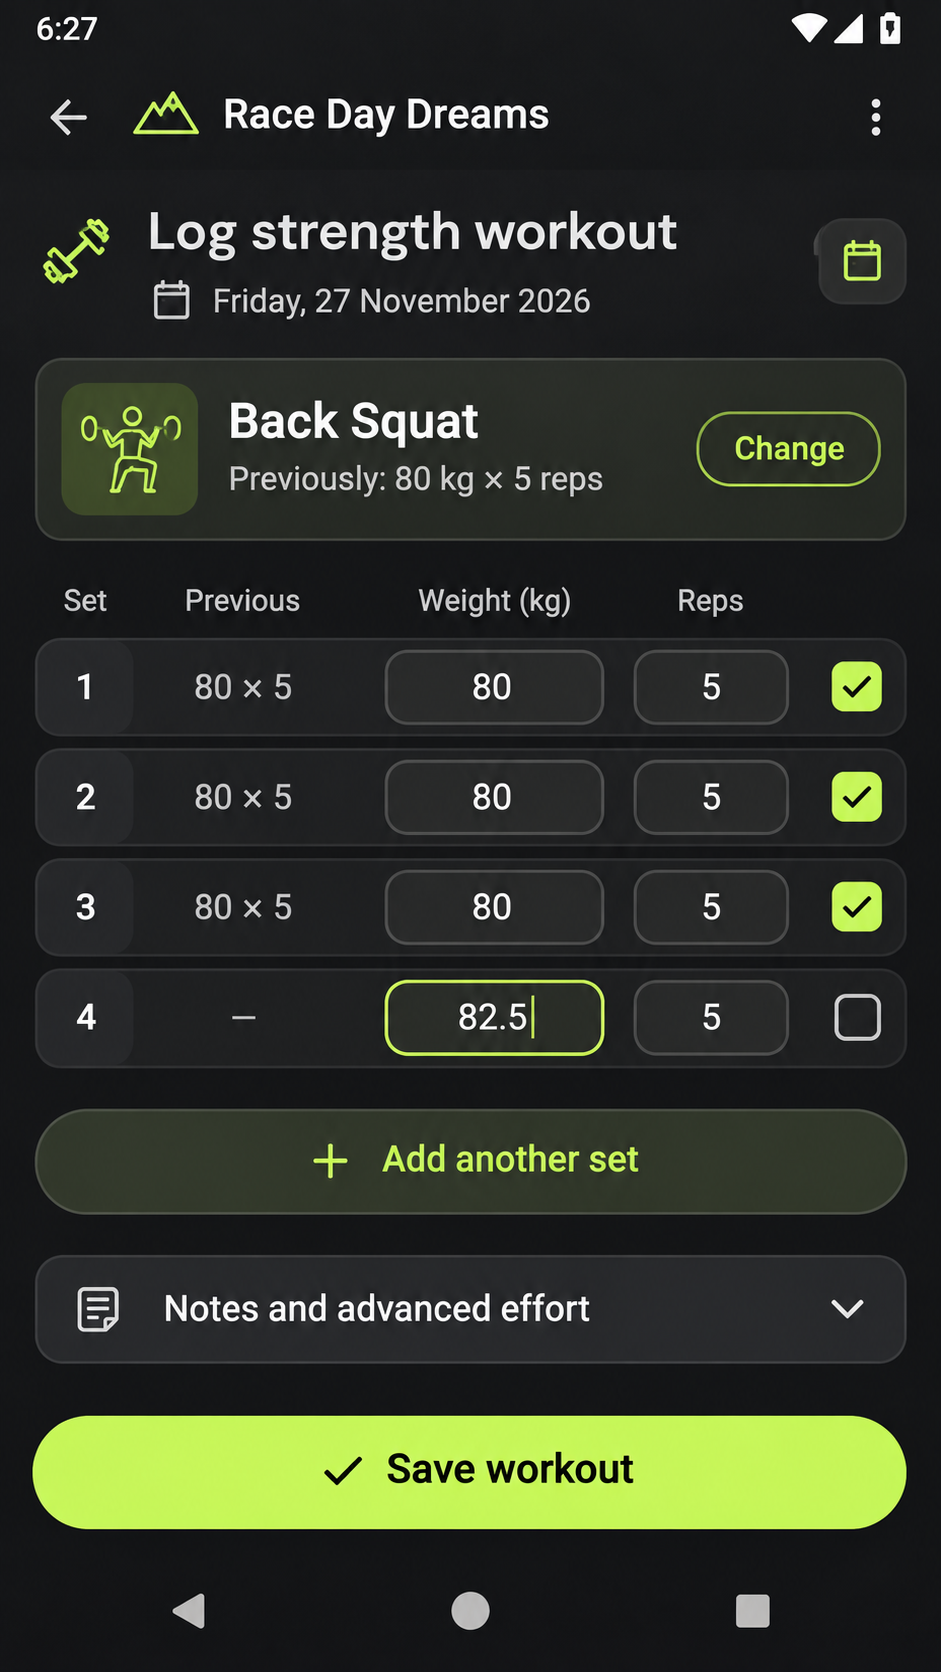 6:27
Race Day Dreams
Log strength workout
Friday, 27 November 2026
Back Squat
Previously: 80 kg × 5 reps
Change
Set Previous Weight (kg) Reps
1 80 × 5 80 5
2 80 × 5 80 5
3 80 × 5 80 5
4 — 82.5 5
+ Add another set
Notes and advanced effort
Save workout